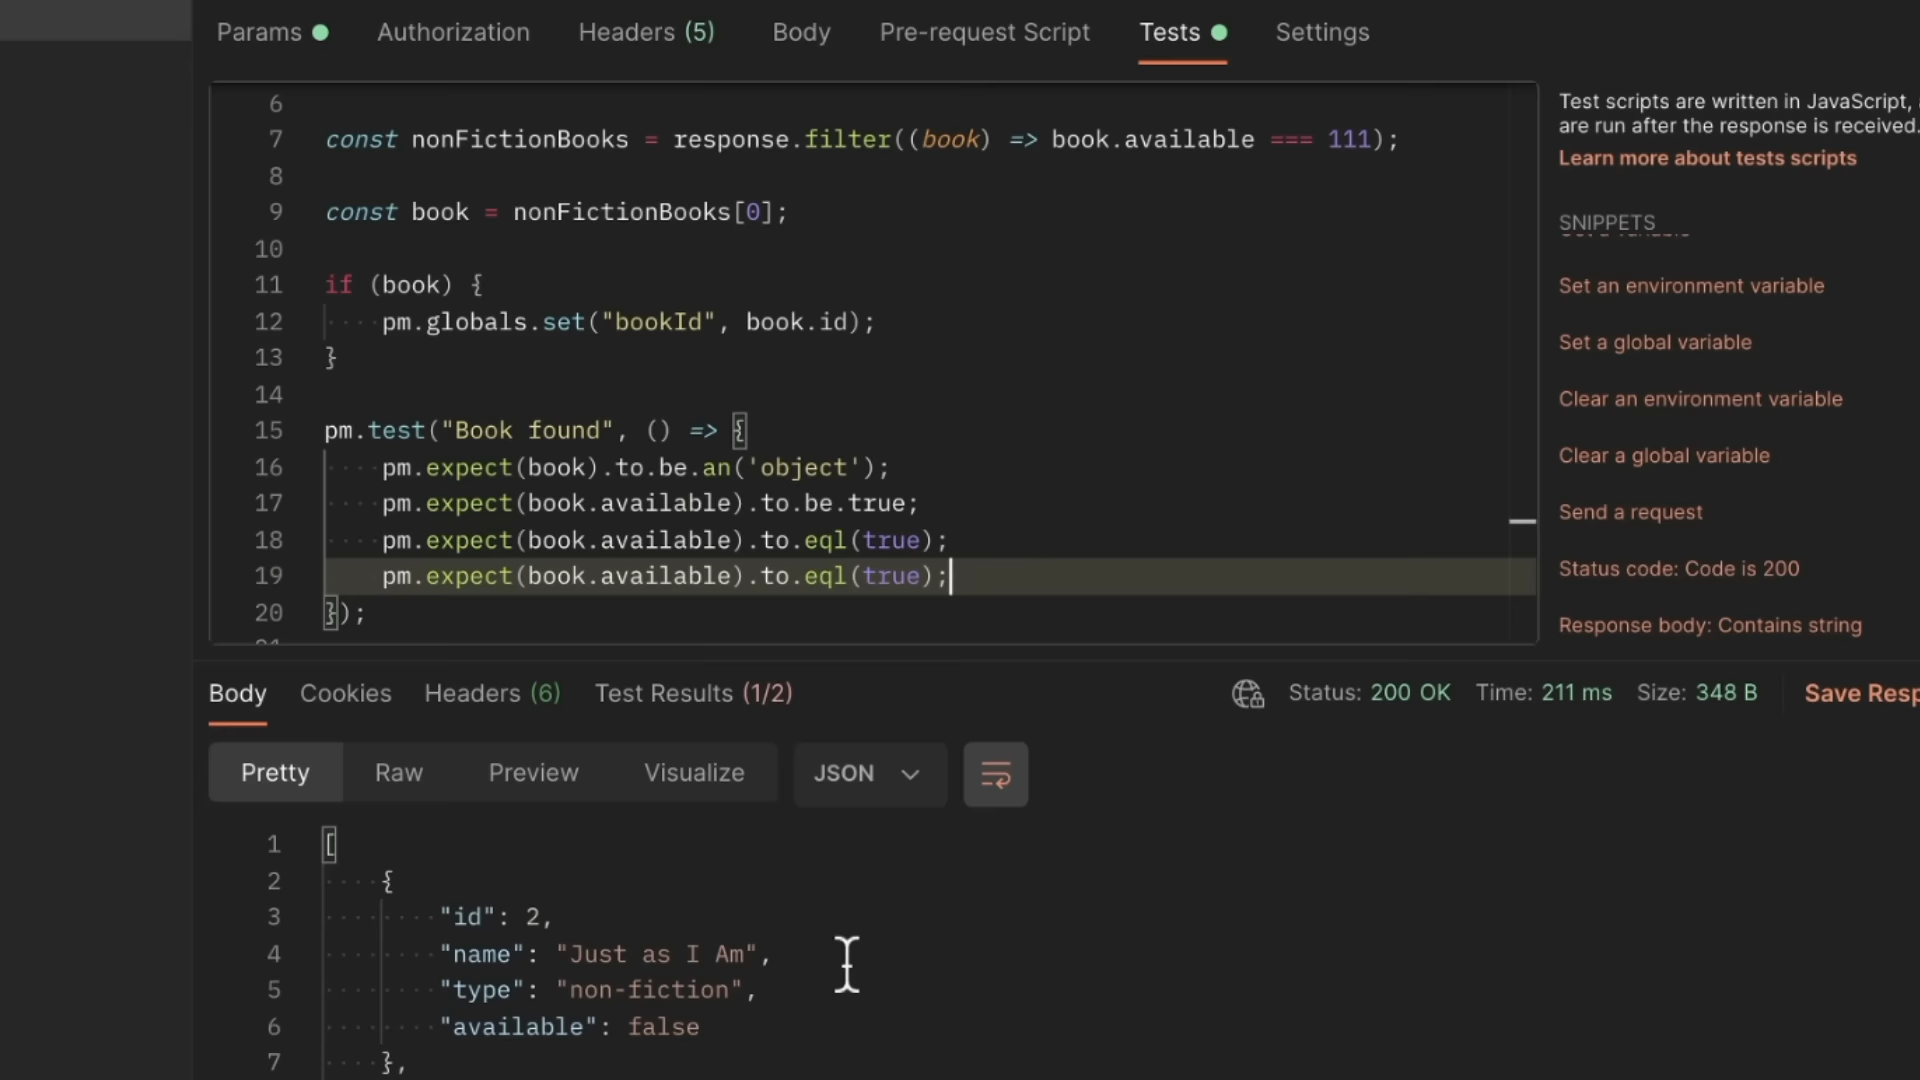 Params Authorization Headers (5) Body Pre-request Script Tests Settings
6
7 const nonFictionBooks = response.filter((book) => book.available === 111);
8
9 const book = nonFictionBooks[0];
10
11 if (book) {
12 pm.globals.set("bookId", book.id);
13 }
14
15 pm.test("Book found", () => {
16 pm.expect(book).to.be.an('object');
17 pm.expect(book.available).to.be.true;
18 pm.expect(book.available).to.eql(true);
19 pm.expect(book.available).to.eql(true);
20 });
Test scripts are written in JavaScript,
are run after the response is received.
Learn more about tests scripts
SNIPPETS
Set an environment variable
Set a global variable
Clear an environment variable
Clear a global variable
Send a request
Status code: Code is 200
Response body: Contains string
Body Cookies Headers (6) Test Results (1/2) Status: 200 OK Time: 211 ms Size: 348 B Save Resp
Pretty Raw Preview Visualize JSON
1 [
2 {
3 "id": 2,
4 "name": "Just as I Am",
5 "type": "non-fiction",
6 "available": false
7 },